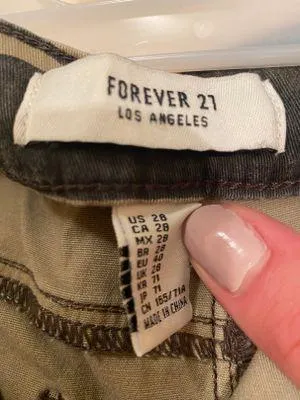 FOREVER 21
LOS ANGELES
US 28
CA 28
MX 28
BR 28
EU 40
UK 28
KR 71
JP 71
CN 165/71A
MADE IN CHINA